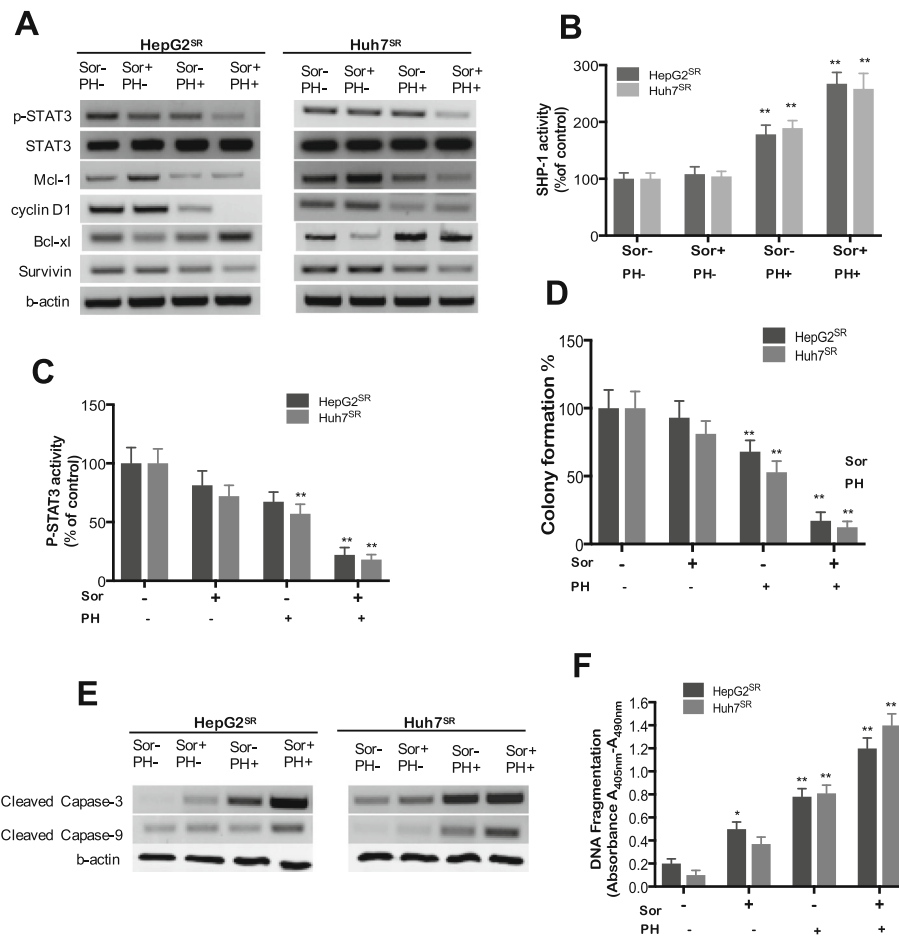 A
HepG2SR
Huh7SR
Sor- Sor+ Sor- Sor+
PH- PH- PH+ PH+
Sor- Sor+ Sor- Sor+
PH- PH- PH+ PH+
p-STAT3
STAT3
Mcl-1
cyclin D1
Bcl-xl
Survivin
b-actin
B
HepG2SR
Huh7SR
SHP-1 activity
(%of control)
300
200
100
0
** ** ** **
Sor- Sor+ Sor- Sor+
PH- PH- PH+ PH+
C
HepG2SR
Huh7SR
P-STAT3 activity
(% of control)
150
100
50
0
** ** **
Sor - + - +
PH - - + +
D
HepG2SR
Huh7SR
Colony formation %
150
100
50
0
** ** ** **
Sor
PH
Sor - + - +
PH - - + +
E
HepG2SR
Huh7SR
Sor- Sor+ Sor- Sor+
PH- PH- PH+ PH+
Sor- Sor+ Sor- Sor+
PH- PH- PH+ PH+
Cleaved Capase-3
Cleaved Capase-9
b-actin
F
HepG2SR
Huh7SR
DNA Fragmentation
(Absorbance A405nm-A490nm
1.6
1.4
1.2
1.0
0.8
0.6
0.4
0.2
0
* ** ** ** **
Sor - + - +
PH - - + +